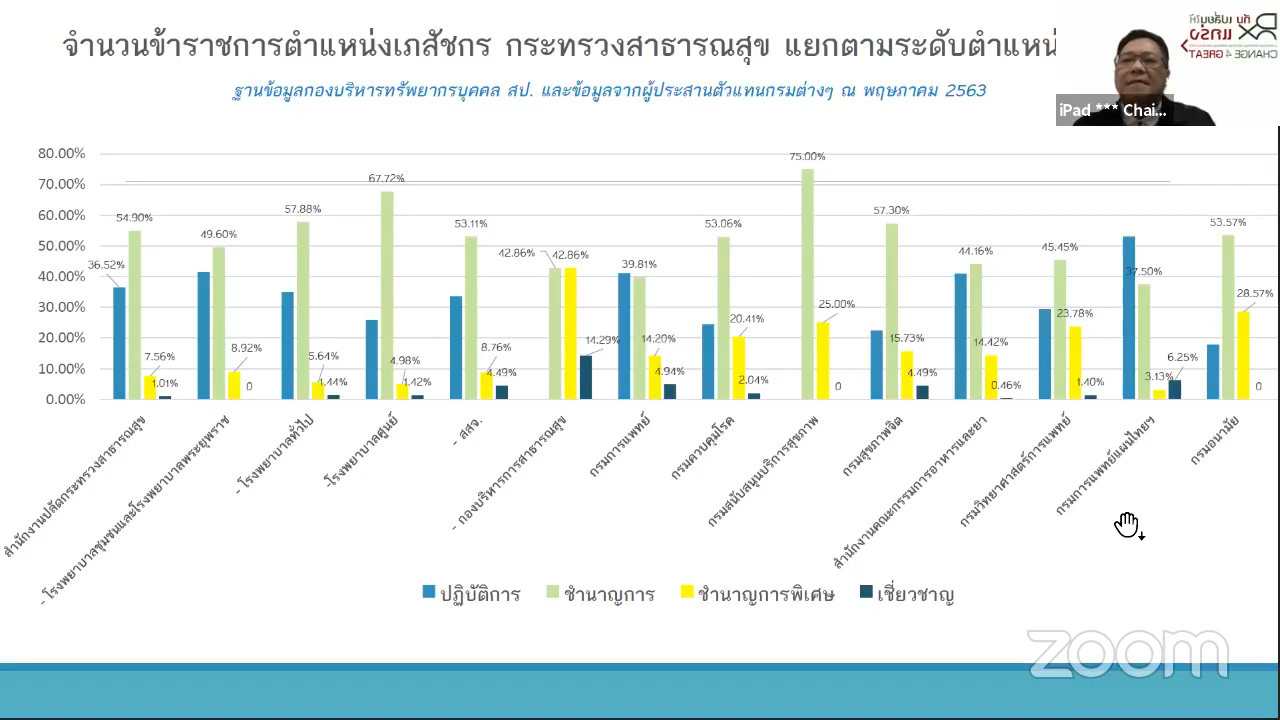 จำนวนข้าราชการตำแหน่งเภสัชกร กระทรวงสาธารณสุข แยกตามระดับตำแหน่
ฐานข้อมูลกองบริหารทรัพยากรบุคคล สป. และข้อมูลจากผู้ประสานตัวแทนกรมต่างๆ ณ พฤษภาคม 2563
CHANGE 4 GREAT
iPad *** Chai...
80.00%
70.00%
60.00%
50.00%
40.00%
30.00%
20.00%
10.00%
0.00%
36.52% 54.90% 7.56% 1.01%
49.60% 8.92% 0
57.88% 5.64% 1.44%
67.72% 4.98% 1.42%
53.11% 8.76% 4.49%
42.86% 42.86% 14.29%
39.81% 14.20% 4.94%
53.06% 20.41% 2.04%
75.00% 25.00% 0
57.30% 15.73% 4.49%
44.16% 14.42% 0.46%
45.45% 23.78% 1.40%
37.50% 3.13% 6.25%
53.57% 28.57% 0
สำนักงานปลัดกระทรวงสาธารณสุข
- โรงพยาบาลชุมชนและโรงพยาบาลพระยุพราช
- โรงพยาบาลทั่วไป
-โรงพยาบาลศูนย์
- สสจ.
- กองบริหารการสาธารณสุข
กรมการแพทย์
กรมควบคุมโรค
กรมสนับสนุนบริการสุขภาพ
กรมสุขภาพจิต
สำนักงานคณะกรรมการอาหารและยา
กรมวิทยาศาสตร์การแพทย์
กรมการแพทย์แผนไทยฯ
กรมอนามัย
ปฏิบัติการ ชำนาญการ ชำนาญการพิเศษ เชี่ยวชาญ
zoom